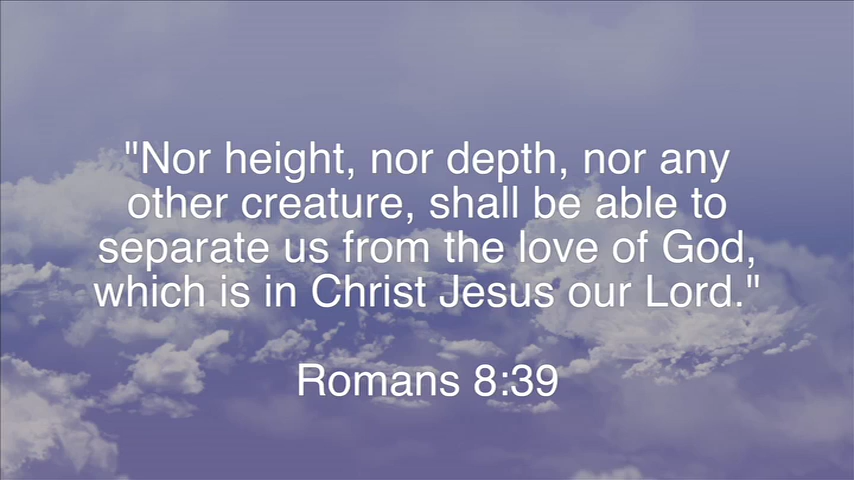 "Nor height, nor depth, nor any
other creature, shall be able to
separate us from the love of God,
which is in Christ Jesus our Lord."
Romans 8:39